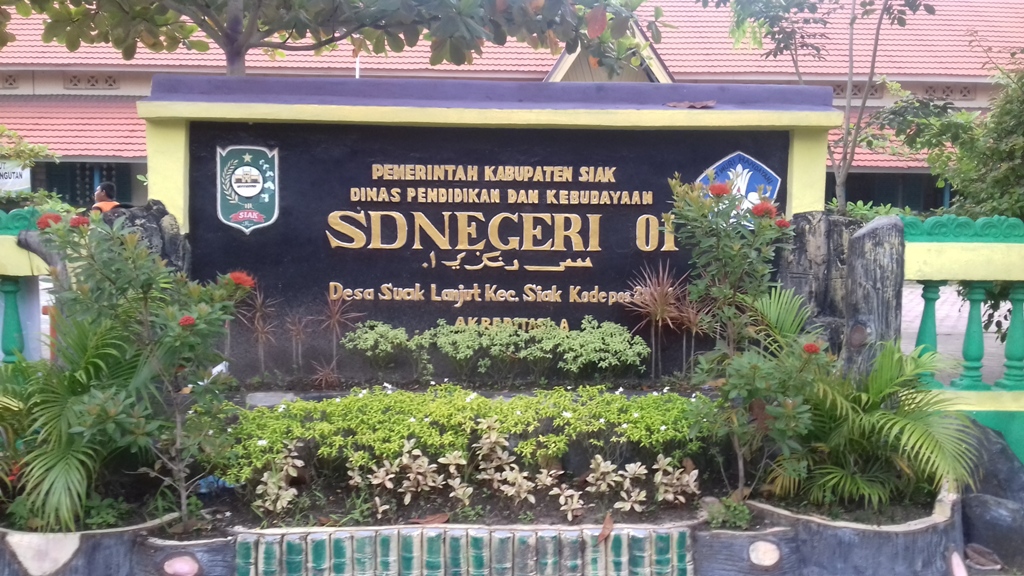 PEMERINTAH KABUPATEN SIAK
DINAS PENDIDIKAN DAN KEBUDAYAAN
SDNEGERI 01
Desa Suak Lanjut Kec. Siak Kode pos
AKREDITASI A
SIAK